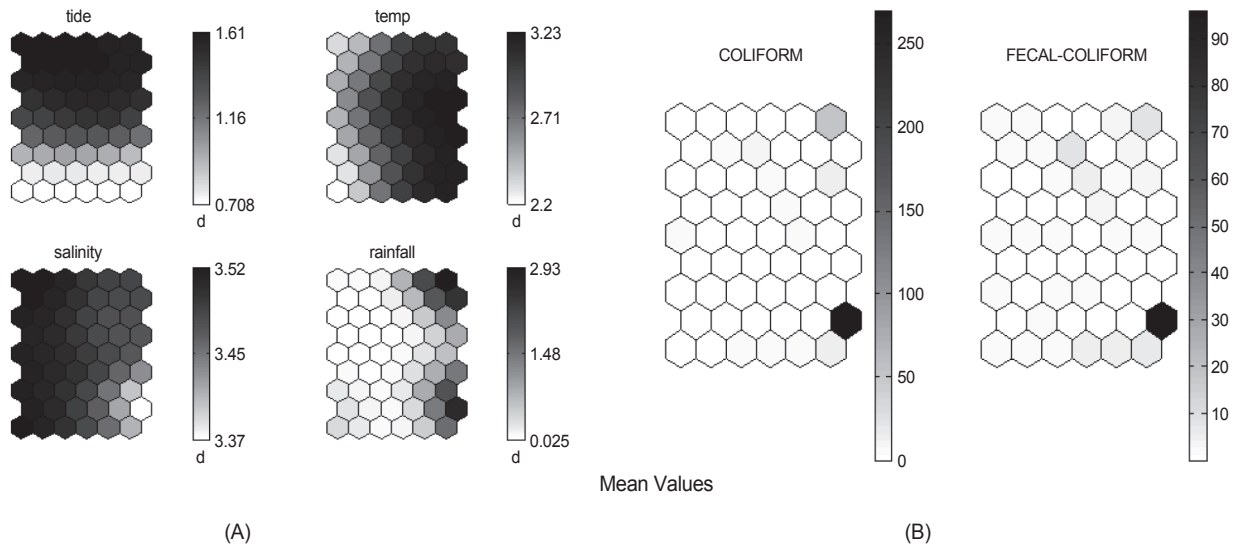 tide
1.61
1.16
0.708
d
temp
3.23
2.71
2.2
d
salinity
3.52
3.45
3.37
d
rainfall
2.93
1.48
0.025
d
COLIFORM
250
200
150
100
50
0
FECAL-COLIFORM
90
80
70
60
50
40
30
20
10
Mean Values
(A)
(B)